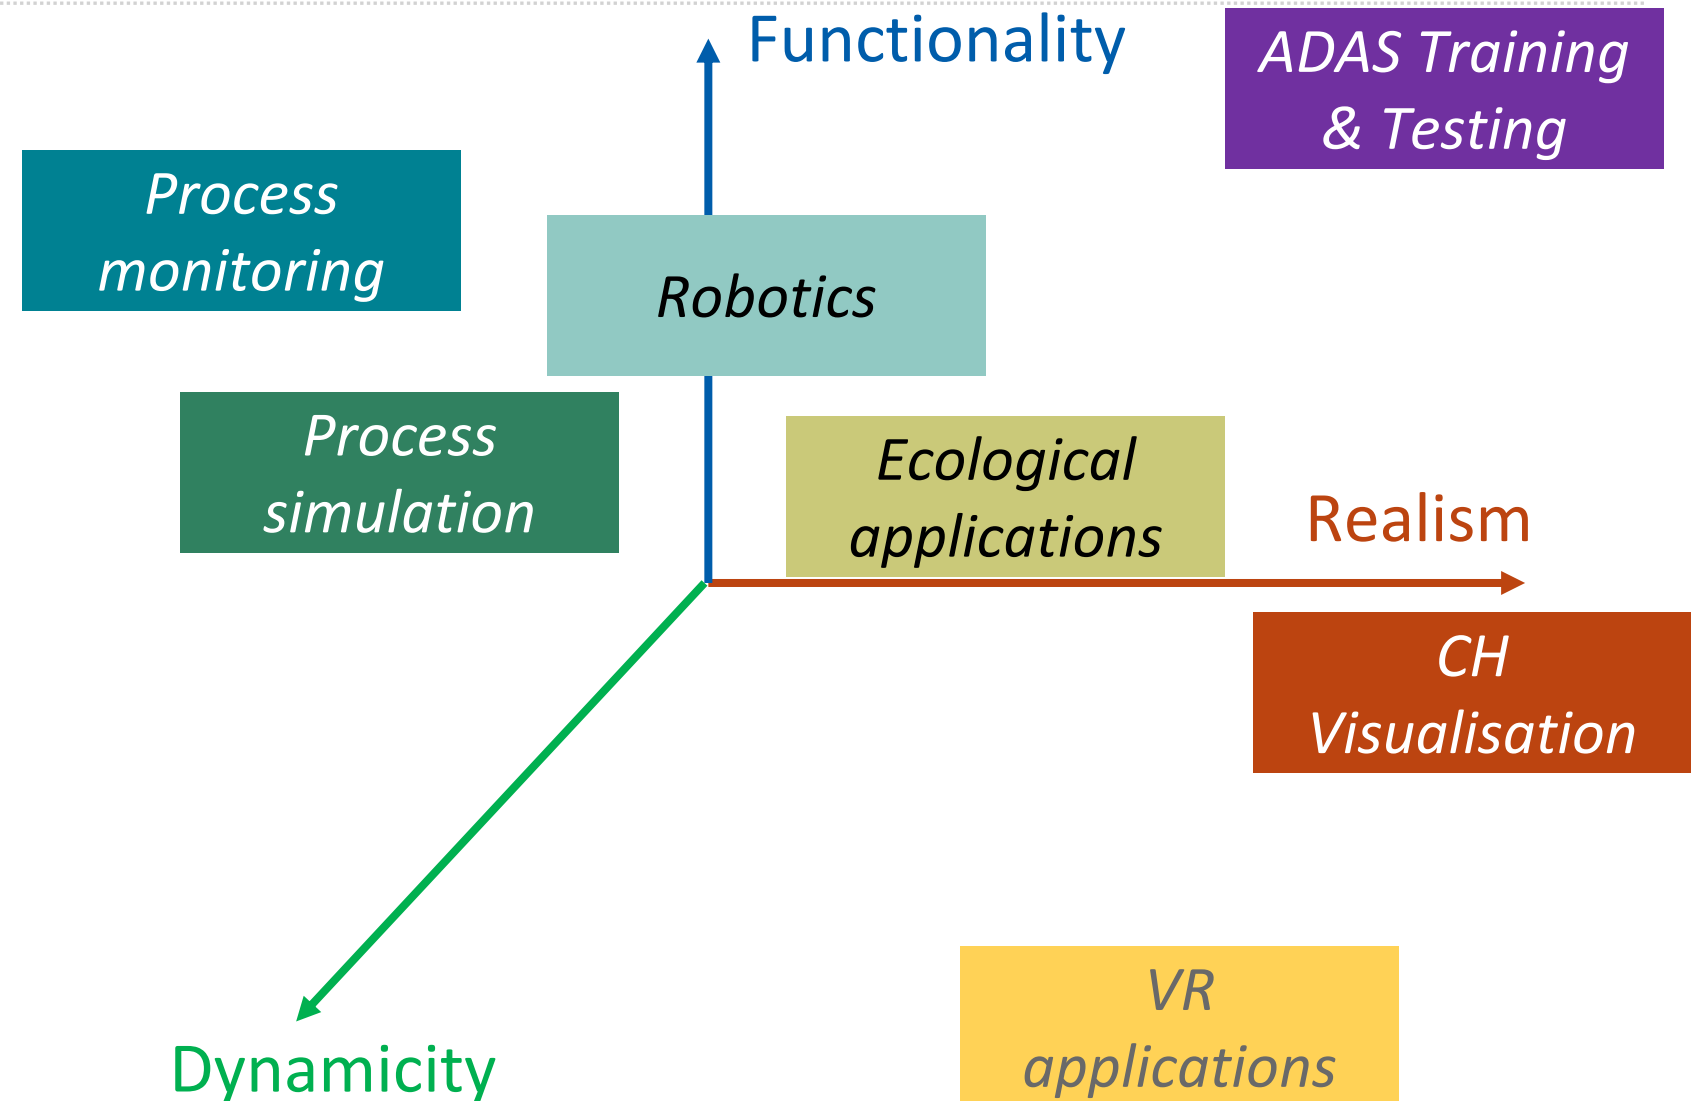 Functionality
ADAS Training
& Testing
Process
monitoring
Robotics
Process
simulation
Ecological
applications
Realism
CH
Visualisation
VR
applications
Dynamicity